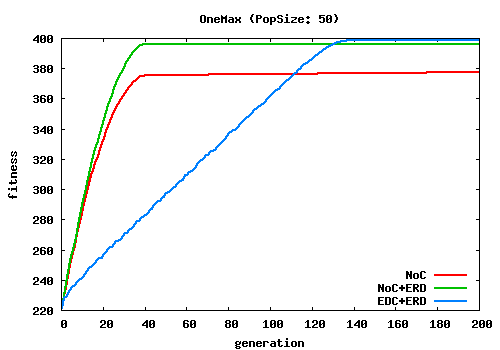 OneMax (PopSize: 50)
400
380
360
340
320
300
280
260
240
220
fitness
NoC
NoC+ERD
EDC+ERD
0 20 40 60 80 100 120 140 160 180 200
generation